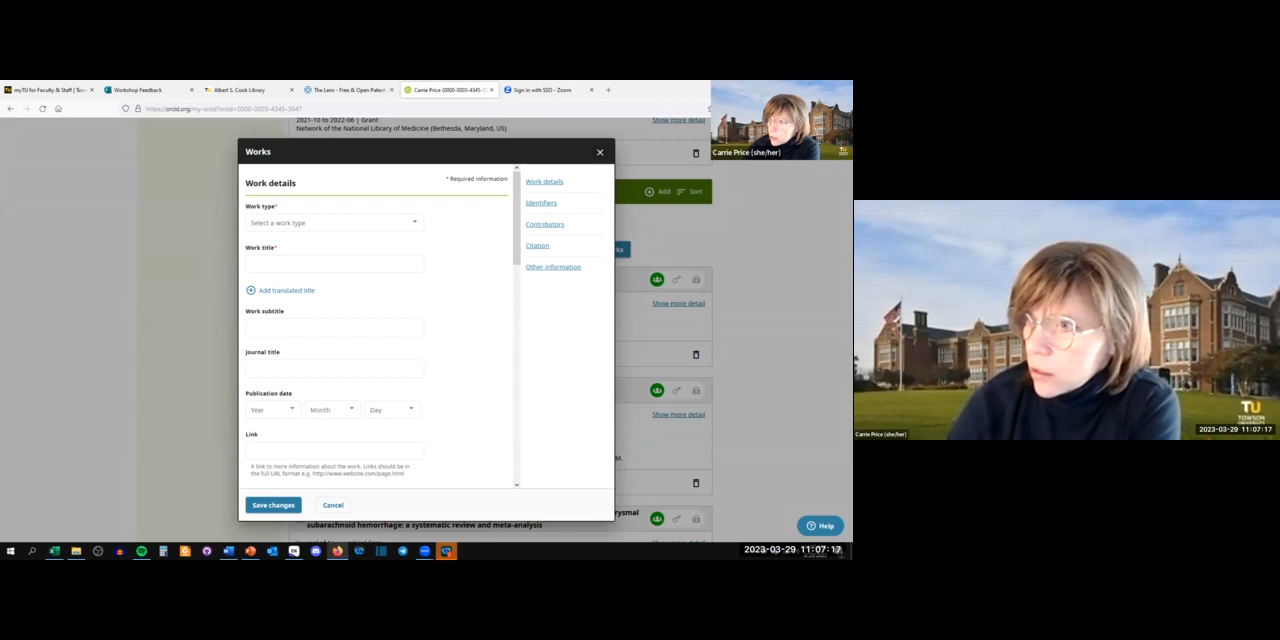 myTU for Faculty & Staff | Tow
Workshop Feedback
Albert S. Cook Library
The Lens - Free & Open Paten
Carrie Price (0000-0003-4345-3
Sign in with SSO - Zoom
https://orcid.org/my-orcid?orcid=0000-0003-4345-3547
2021-10 to 2022-06 | Grant
Network of the National Library of Medicine (Bethesda, Maryland, US)
Show more detail
Carrie Price (she/her)
TU
Works
Work details
* Required information
Work type*
Select a work type
Work title*
Add translated title
Work subtitle
Journal title
Publication date
Year
Month
Day
Link
A link to more information about the work. Links should be in
the full URL format e.g. http://www.website.com/page.html
Save changes
Cancel
Work details
Identifiers
Contributors
Citation
Other information
Add
Sort
ks
Show more detail
Show more detail
M.
rysmal
subarachnoid hemorrhage: a systematic review and meta-analysis
Help
2023-03-29 11:07:17
TU
TOWSON
UNIVERSITY
2023-03-29 11:07:17
Carrie Price (she/her)